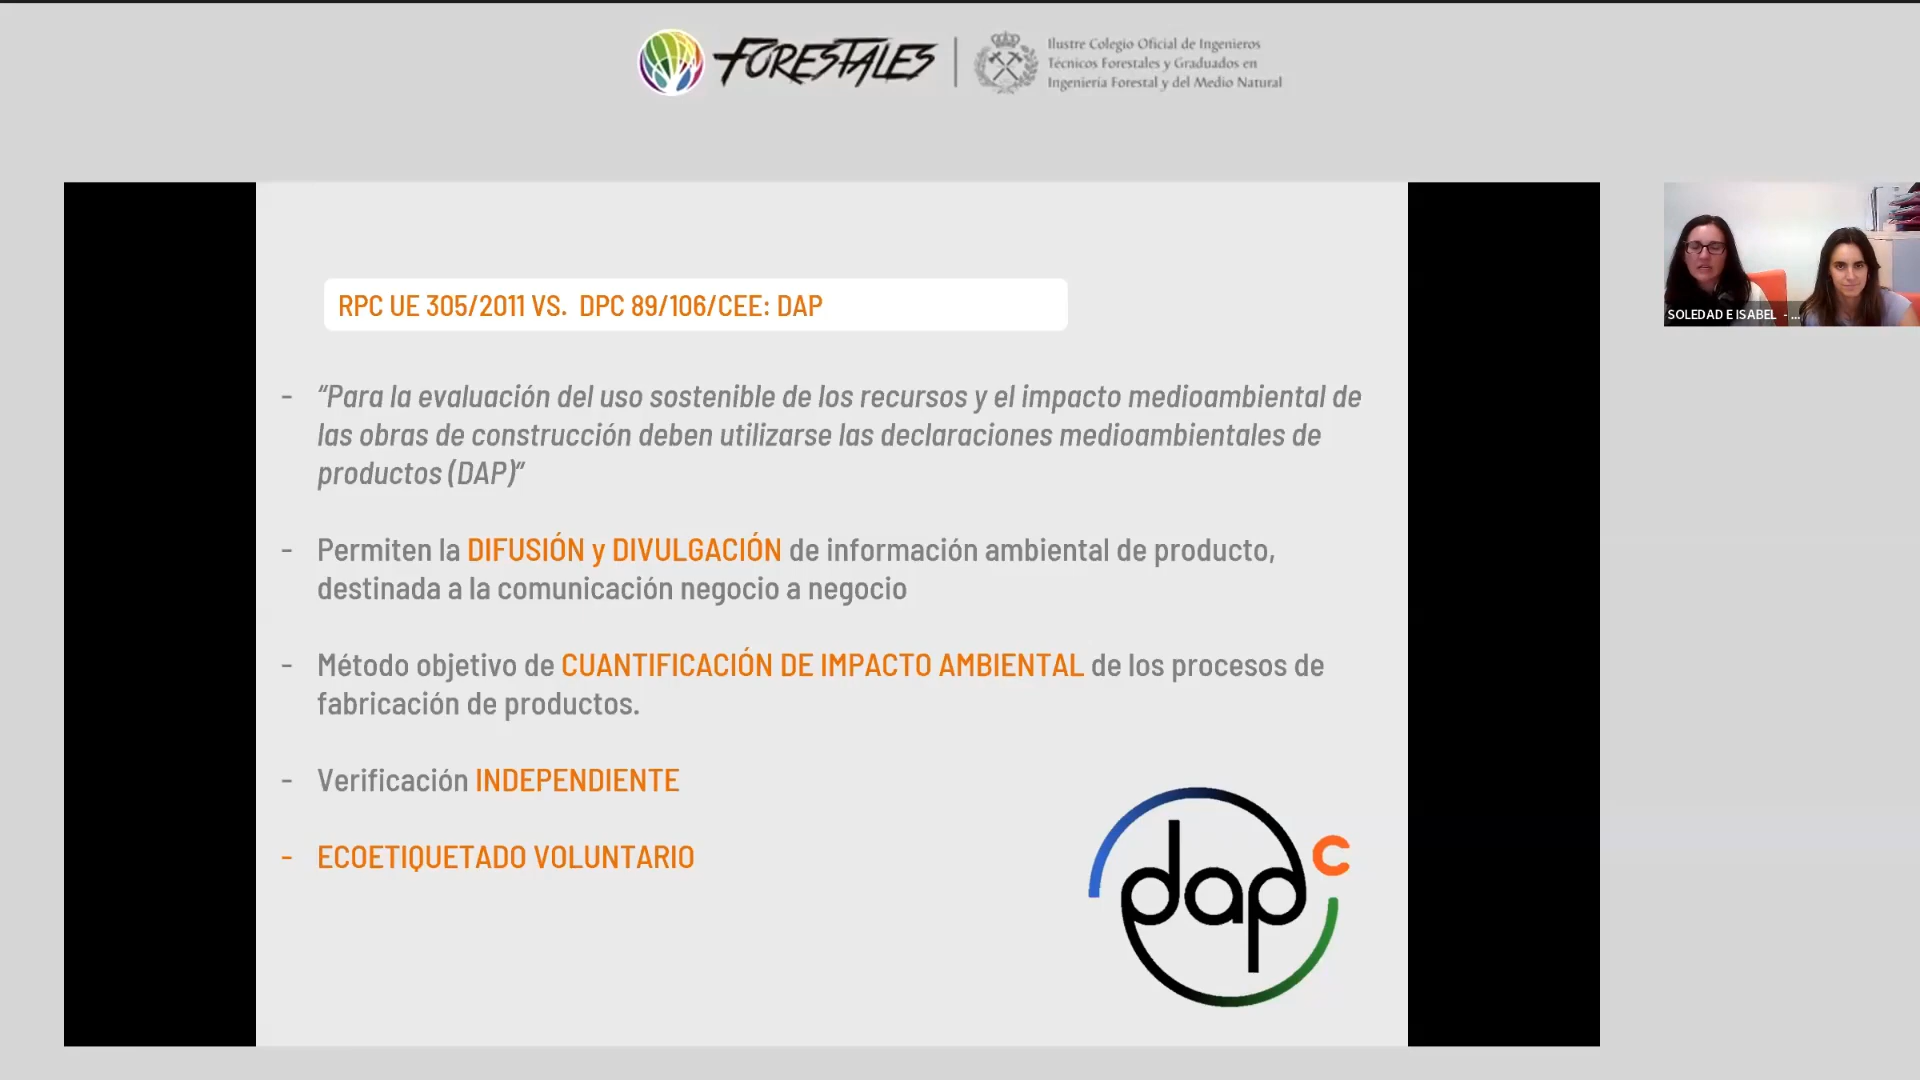 FORESTALES
Ilustre Colegio Oficial de Ingenieros
Técnicos Forestales y Graduados en
Ingeniería Forestal y del Medio Natural
RPC UE 305/2011 VS.  DPC 89/106/CEE: DAP
- “Para la evaluación del uso sostenible de los recursos y el impacto medioambiental de
las obras de construcción deben utilizarse las declaraciones medioambientales de
productos (DAP)”
- Permiten la DIFUSIÓN y DIVULGACIÓN de información ambiental de producto,
destinada a la comunicación negocio a negocio
- Método objetivo de CUANTIFICACIÓN DE IMPACTO AMBIENTAL de los procesos de
fabricación de productos.
- Verificación INDEPENDIENTE
- ECOETIQUETADO VOLUNTARIO
dap c
SOLEDAD E ISABEL - ...